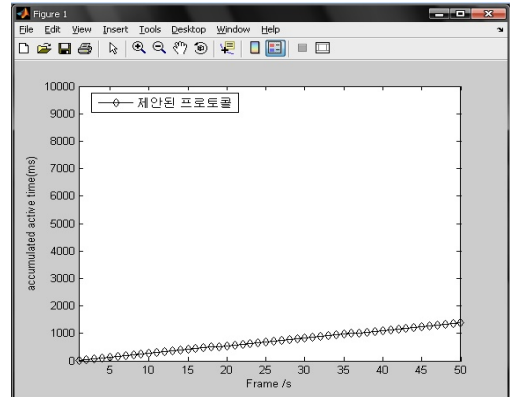 Figure 1
File Edit View Insert Tools Desktop Window Help
10000
제안된 프로토콜
9000
8000
7000
6000
5000
4000
3000
2000
1000
0
accumulated active time(ms)
5 10 15 20 25 30 35 40 45 50
Frame /s